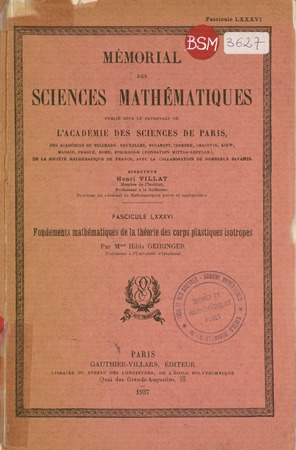 Fascicule LXXXVI
BSM
3627
MÉMORIAL
DES
SCIENCES MATHÉMATIQUES
PUBLIÉ SOUS LE PATRONAGE DE
L'ACADÉMIE DES SCIENCES DE PARIS,
DES ACADÉMIES DE BELGRADE, BRUXELLES, BUCAREST, COÏMBRE, CRACOVIE, KIEW,
MADRID, PRAGUE, ROME, STOCKHOLM (FONDATION MITTAG-LEFFLER),
DE LA SOCIÉTÉ MATHÉMATIQUE DE FRANCE, AVEC LA COLLABORATION DE NOMBREUX SAVANTS.
DIRECTEUR
Henri VILLAT
Membre de l'Institut,
Professeur à la Sorbonne,
Directeur du « Journal de Mathématiques pures et appliquées ».
FASCICULE LXXXVI
Fondements mathématiques de la théorie des corps plastiques isotropes
Par Mme Hilda GEIRINGER
Professeur à l'Université d'Istanbul
PARIS
GAUTHIER-VILLARS, ÉDITEUR
LIBRAIRE DU BUREAU DES LONGITUDES, DE L'ÉCOLE POLYTECHNIQUE
Quai des Grands-Augustins, 55
1937